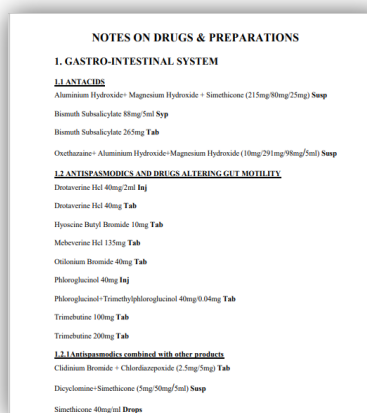 NOTES ON DRUGS & PREPARATIONS
1. GASTRO-INTESTINAL SYSTEM
1.1 ANTACIDS
Aluminium Hydroxide+ Magnesium Hydroxide + Simethicone (215mg/80mg/25mg) Susp
Bismuth Subsalicylate 88mg/5ml Syp
Bismuth Subsalicylate 265mg Tab
Oxethazaine+ Aluminium Hydroxide+Magnesium Hydroxide (10mg/291mg/98mg/5ml) Susp
1.2 ANTISPASMODICS AND DRUGS ALTERING GUT MOTILITY
Drotaverine Hcl 40mg/2ml Inj
Drotaverine Hcl 40mg Tab
Hyoscine Butyl Bromide 10mg Tab
Mebeverine Hcl 135mg Tab
Otilonium Bromide 40mg Tab
Phloroglucinol 40mg Inj
Phloroglucinol+Trimethylphloroglucinol 40mg/0.04mg Tab
Trimebutine 100mg Tab
Trimebutine 200mg Tab
1.2.1Antispasmodics combined with other products
Clidinium Bromide + Chlordiazepoxide (2.5mg/5mg) Tab
Dicyclomine+Simethicone (5mg/50mg/5ml) Susp
Simethicone 40mg/ml Drops